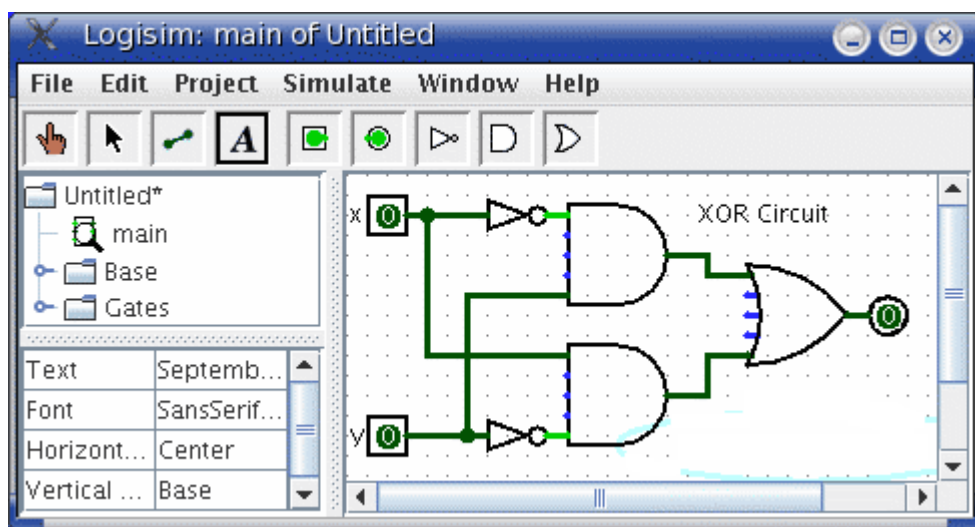 Logisim: main of Untitled
File Edit Project Simulate Window Help
A
Untitled*
main
Base
Gates
Text Septemb...
Font SansSerif...
Horizont... Center
Vertical ... Base
x 0
XOR Circuit
0
y 0